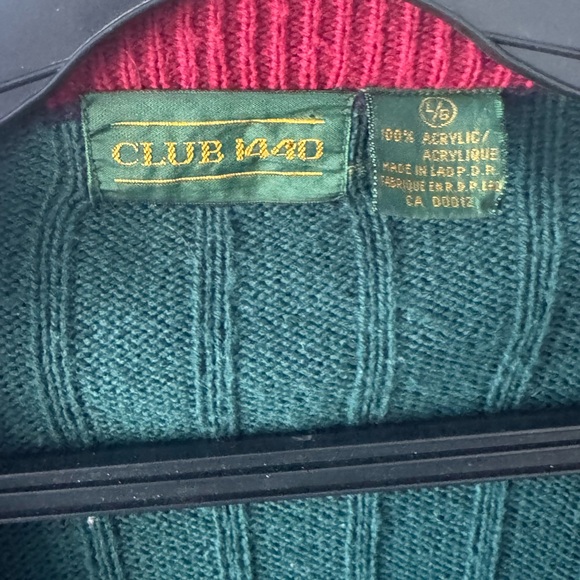 CLUB 1440
L/G
100% ACRYLIC/
ACRYLIQUE
MADE IN LAO P.D.R.
FABRIQUE EN R.D.P. LAO
CA 00012